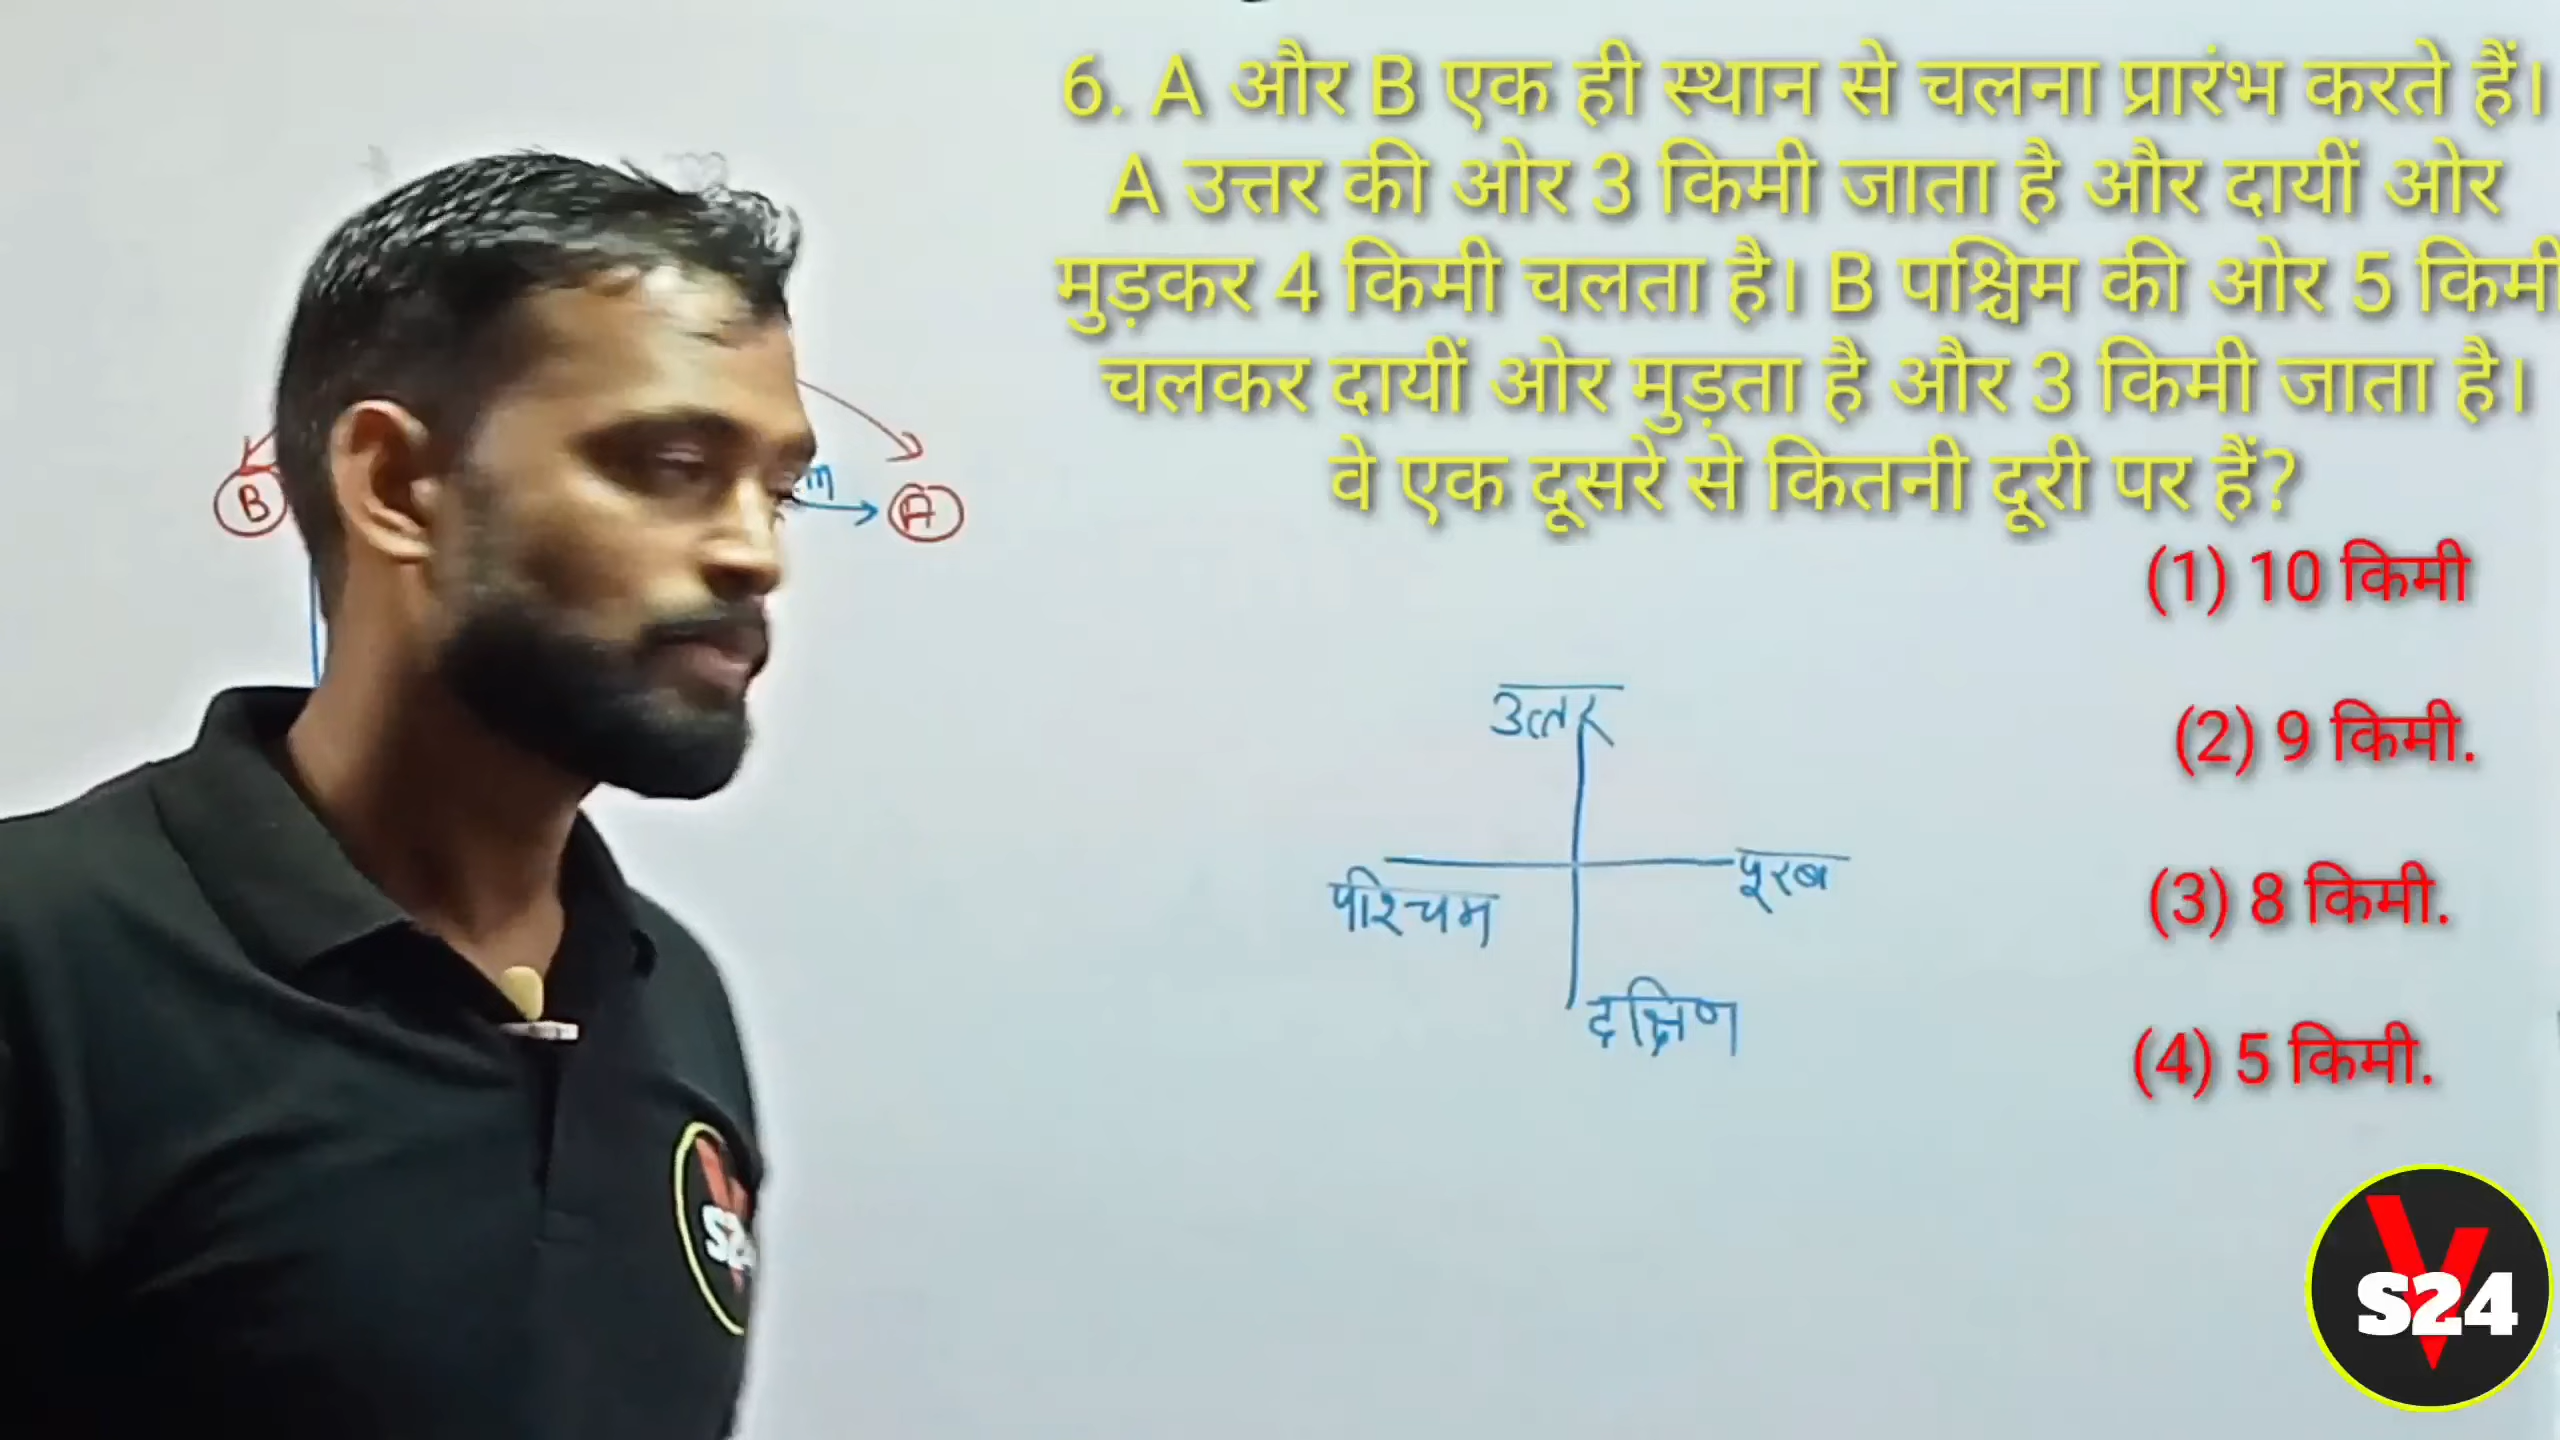 6. A और B एक ही स्थान से चलना प्रारंभ करते हैं।
A उत्तर की ओर 3 किमी जाता है और दायीं ओर
मुड़कर 4 किमी चलता है। B पश्चिम की ओर 5 किमी
चलकर दायीं ओर मुड़ता है और 3 किमी जाता है।
वे एक दूसरे से कितनी दूरी पर हैं?
(1) 10 किमी
(2) 9 किमी.
(3) 8 किमी.
(4) 5 किमी.
B
m
A
उत्तर
पश्चिम
पूरब
दक्षिण
S24
V
S24